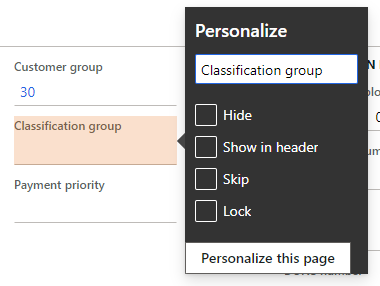 Customer group
30
Classification group
Payment priority
Personalize
Classification group
Hide
Show in header
Skip
Lock
Personalize this page